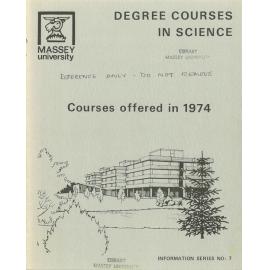 DEGREE COURSES
IN SCIENCE
MASSEY
university
LIBRARY
MASSEY UNIVERSITY
REFERENCE ONLY - DO NOT REMOVE
Courses offered in 1974
LIBRARY
MASSEY UNIVERSITY
INFORMATION SERIES NO. 7